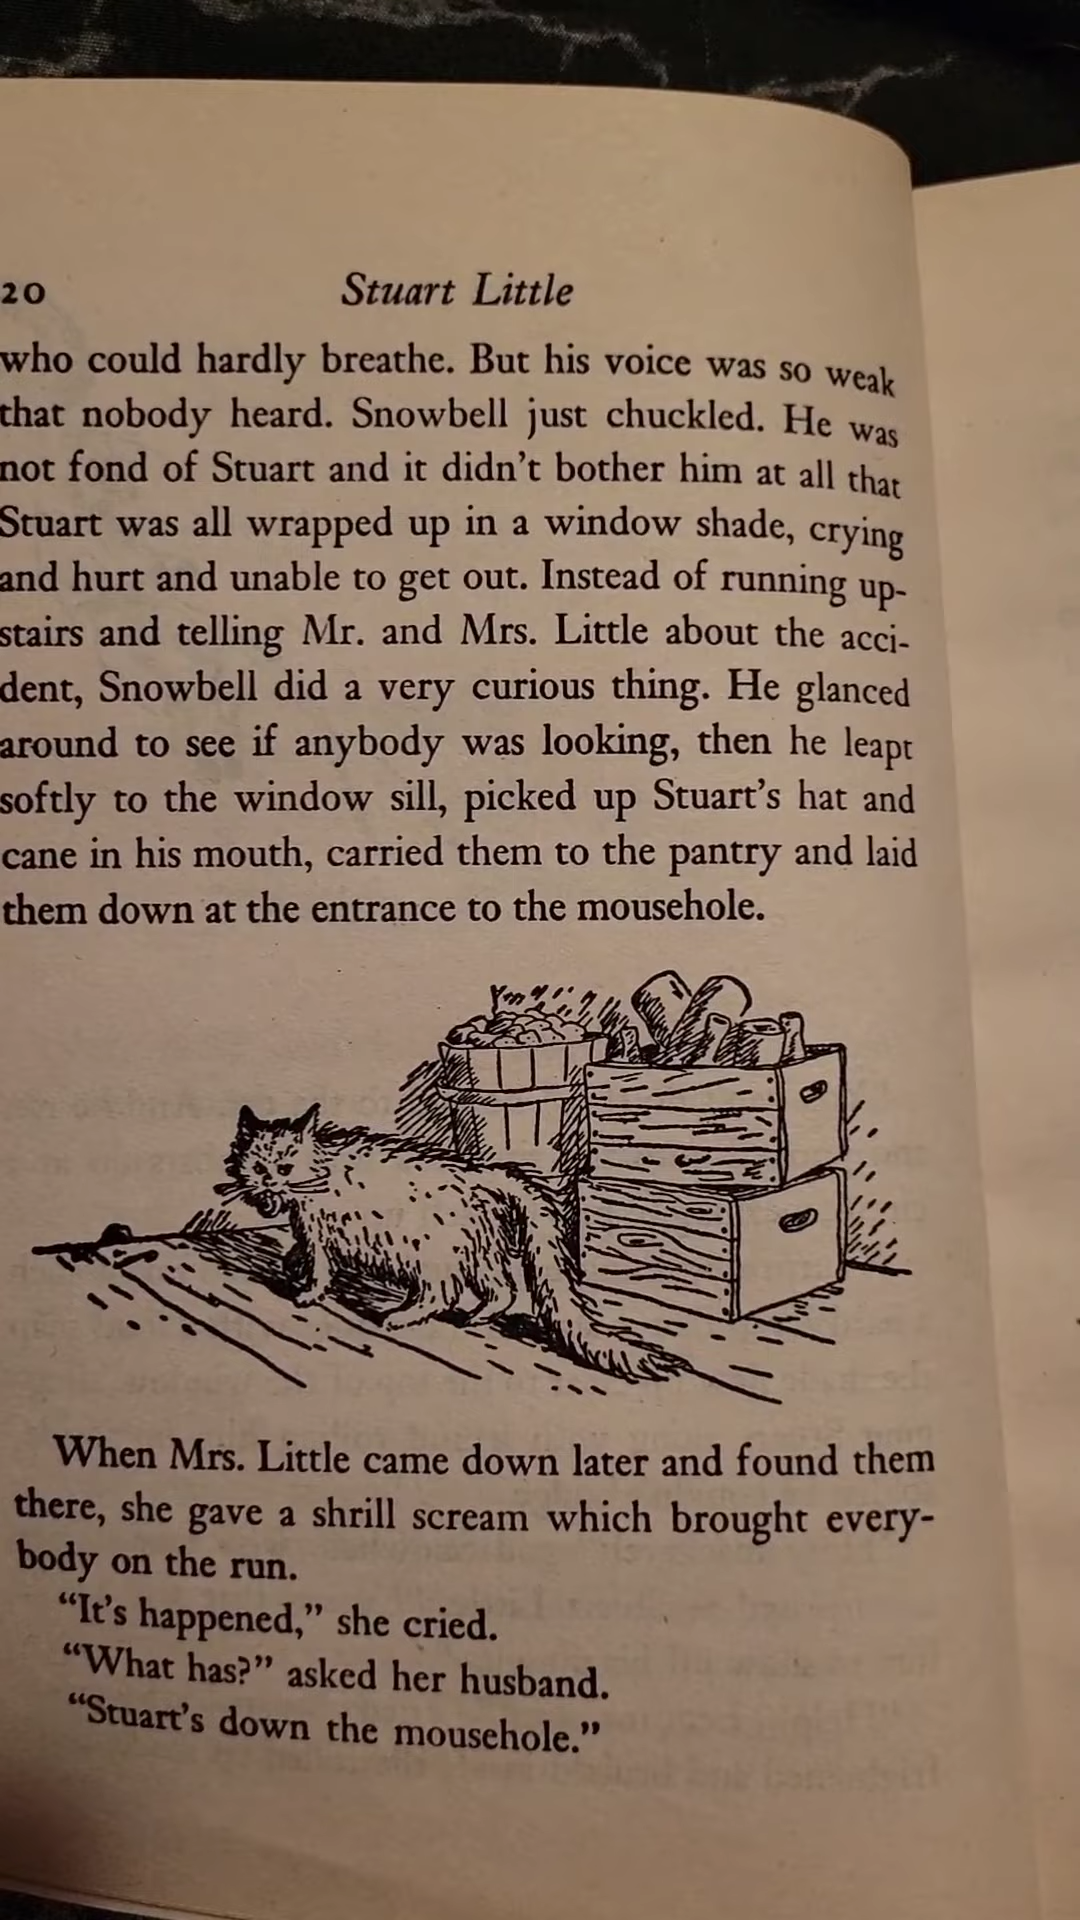 20
Stuart Little
who could hardly breathe. But his voice was so weak
that nobody heard. Snowbell just chuckled. He was
not fond of Stuart and it didn't bother him at all that
Stuart was all wrapped up in a window shade, crying
and hurt and unable to get out. Instead of running up-
stairs and telling Mr. and Mrs. Little about the acci-
dent, Snowbell did a very curious thing. He glanced
around to see if anybody was looking, then he leapt
softly to the window sill, picked up Stuart's hat and
cane in his mouth, carried them to the pantry and laid
them down at the entrance to the mousehole.
When Mrs. Little came down later and found them
there, she gave a shrill scream which brought every-
body on the run.
“It's happened,” she cried.
“What has?” asked her husband.
“Stuart's down the mousehole.”